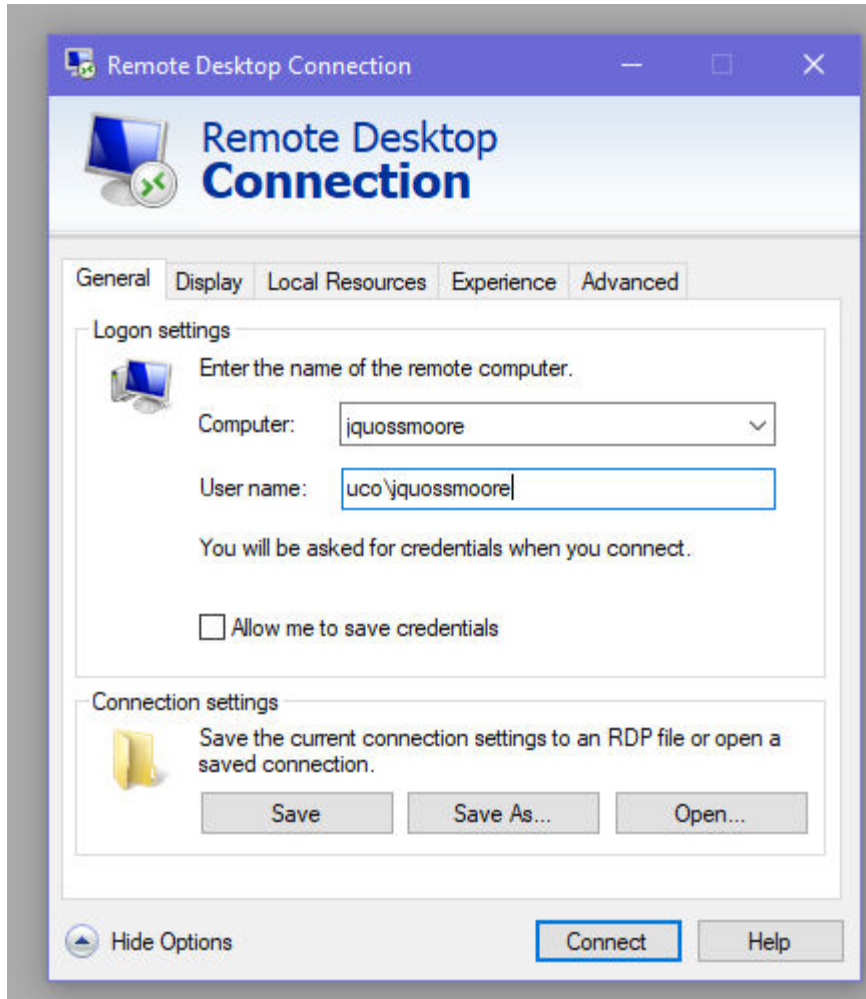 Remote Desktop Connection
Remote Desktop
Connection
General Display Local Resources Experience Advanced
Logon settings
Enter the name of the remote computer.
Computer: jquossmoore
User name: uco\jquossmoore
You will be asked for credentials when you connect.
Allow me to save credentials
Connection settings
Save the current connection settings to an RDP file or open a
saved connection.
Save Save As... Open...
Hide Options Connect Help